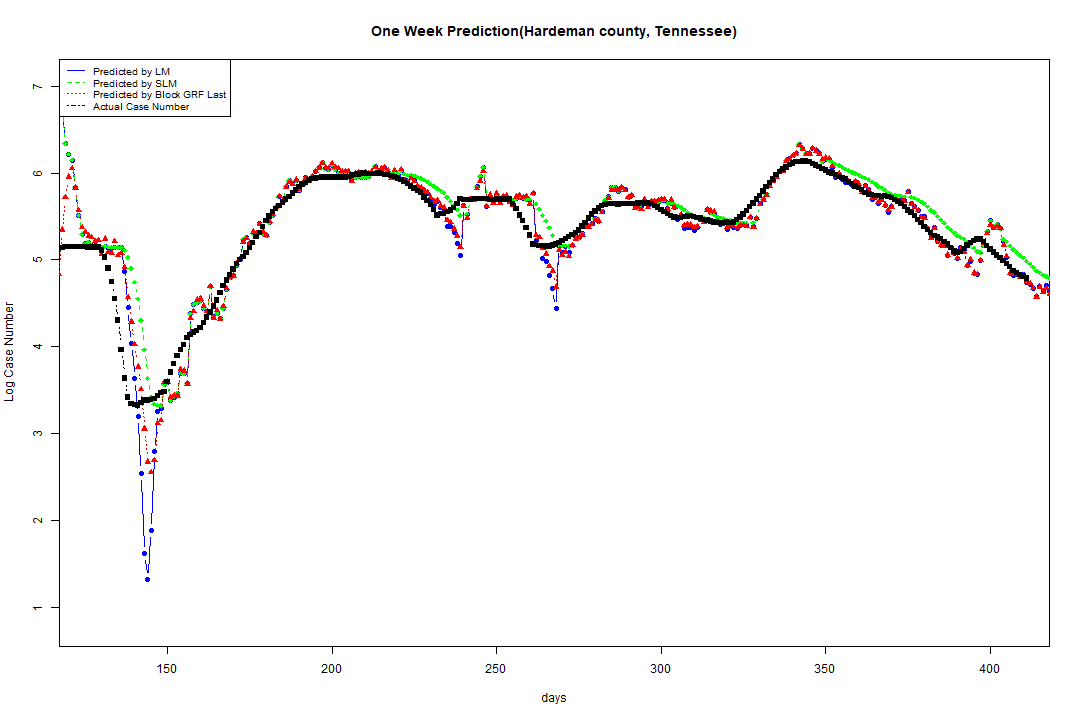 One Week Prediction(Hardeman county, Tennessee)
Predicted by LM
Predicted by SLM
Predicted by Block GRF Last
Actual Case Number
7
6
5
4
3
2
1
Log Case Number
150 200 250 300 350 400
days